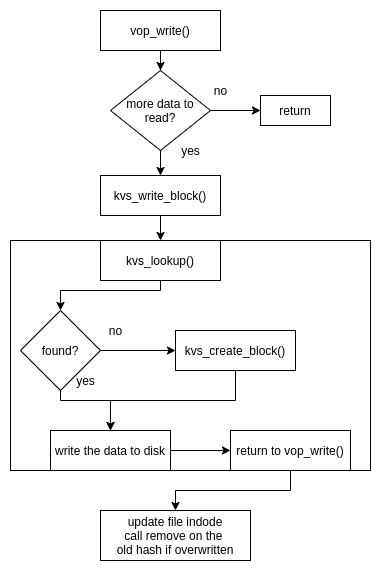 vop_write()
more data to
read?
no
return
yes
kvs_write_block()
kvs_lookup()
found?
no
kvs_create_block()
yes
write the data to disk
return to vop_write()
update file indode
call remove on the
old hash if overwritten